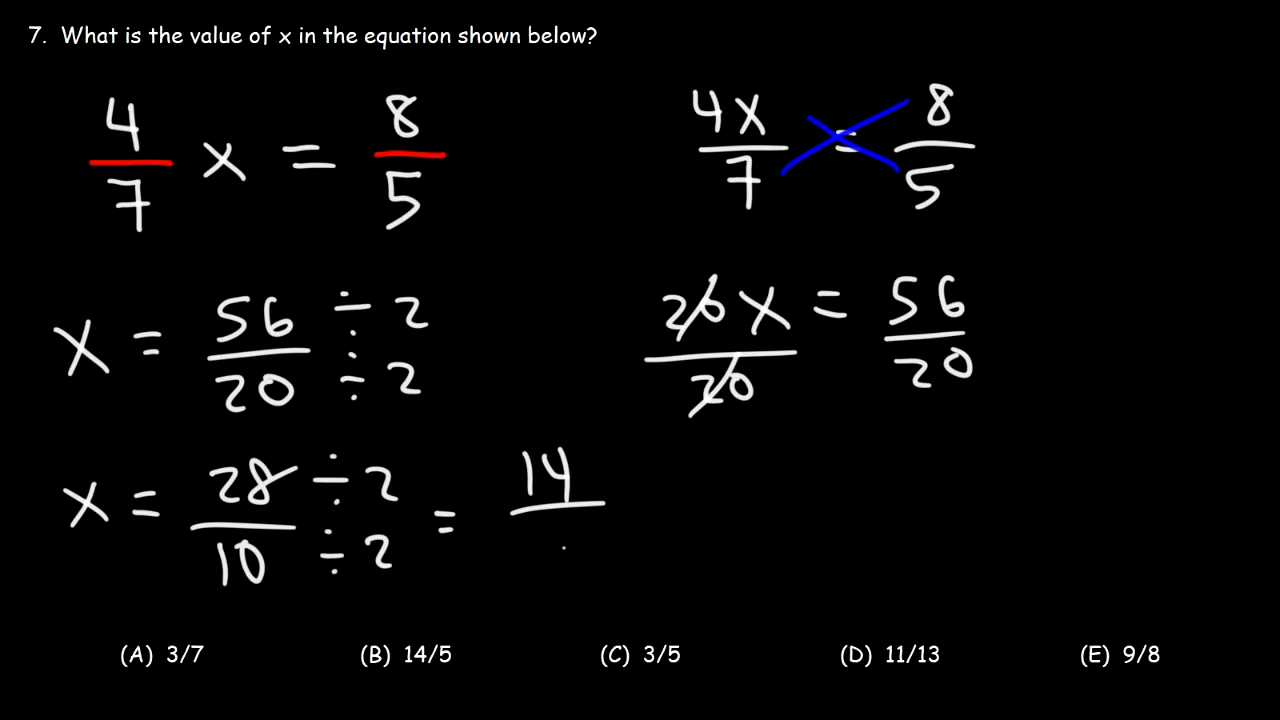 7. What is the value of x in the equation shown below?
4/7 x = 8/5
4x/7 = 8/5
x = 56/20 ÷ 2 ÷ 2
20x/20 = 56/20
x = 28/10 ÷ 2 ÷ 2 = 14/
(A) 3/7 (B) 14/5 (C) 3/5 (D) 11/13 (E) 9/8